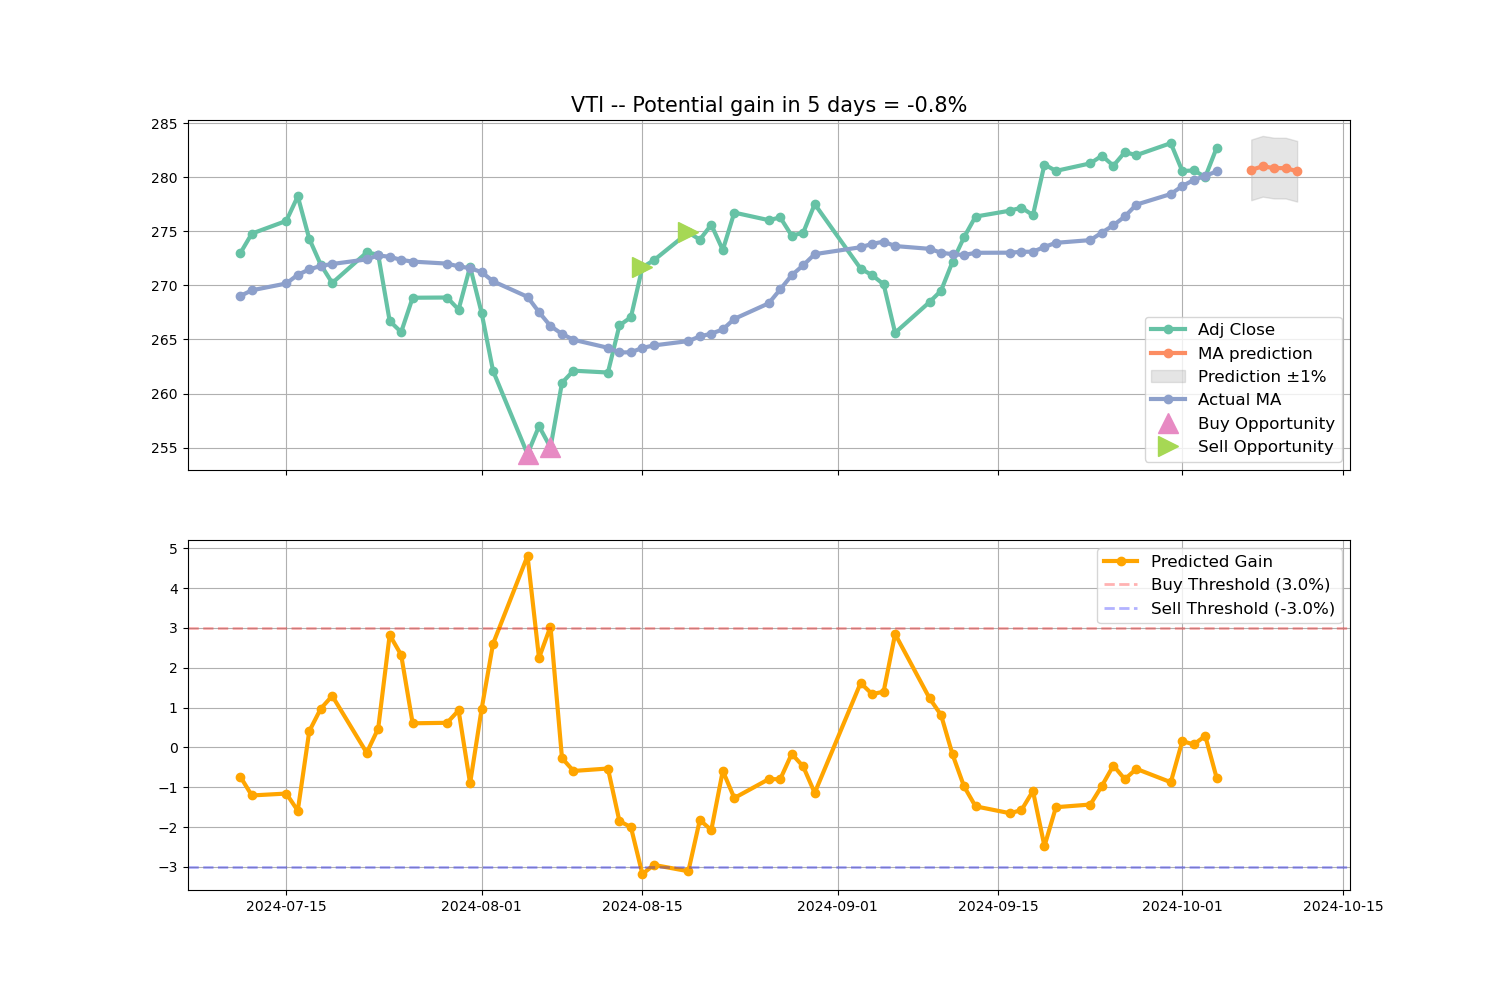 VTI -- Potential gain in 5 days = -0.8%
285
280
275
270
265
260
255
Adj Close
MA prediction
Prediction ±1%
Actual MA
Buy Opportunity
Sell Opportunity
5
4
3
2
1
0
−1
−2
−3
Predicted Gain
Buy Threshold (3.0%)
Sell Threshold (-3.0%)
2024-07-15
2024-08-01
2024-08-15
2024-09-01
2024-09-15
2024-10-01
2024-10-15